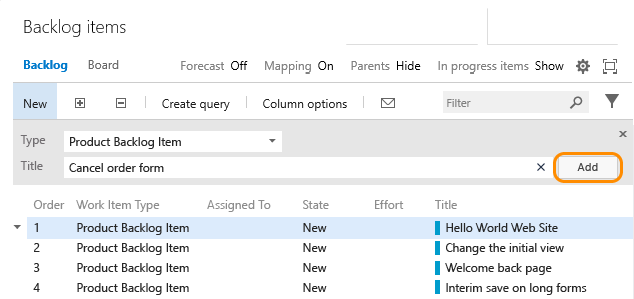 Backlog items
Backlog Board Forecast Off Mapping On Parents Hide In progress items Show
New Create query Column options Filter
Type Product Backlog Item
Title Cancel order form Add
Order Work Item Type Assigned To State Effort Title
1 Product Backlog Item New Hello World Web Site
2 Product Backlog Item New Change the initial view
3 Product Backlog Item New Welcome back page
4 Product Backlog Item New Interim save on long forms